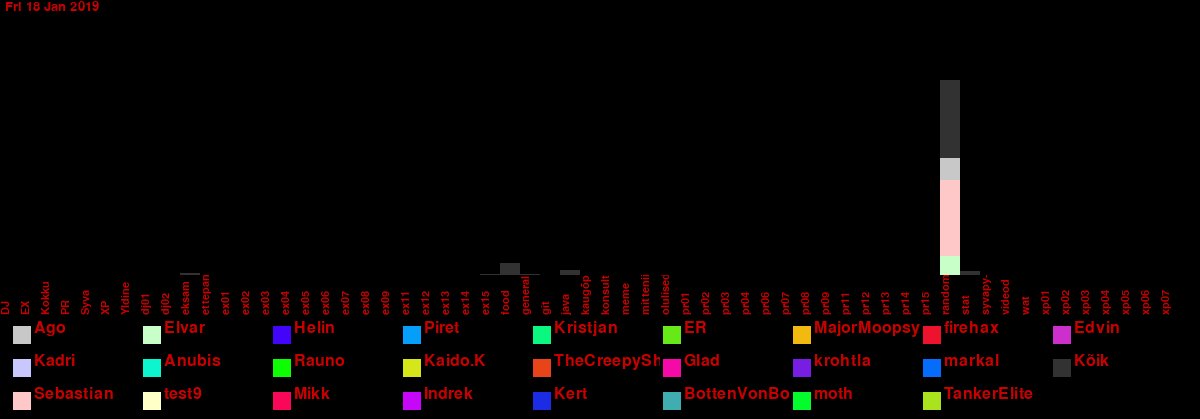 Fri 18 Jan 2019
DJ EX Kokku PR Syva XP Yldine dj01 dj02 eksam ettepan ex01 ex02 ex03 ex04 ex05 ex06 ex07 ex08 ex09 ex11 ex12 ex13 ex14 ex15 food general git java kaugõp konsult meme mittenii olulised pr01 pr02 pr03 pr04 pr06 pr07 pr08 pr09 pr11 pr12 pr13 pr14 pr15 random stat syvapy- videod wat xp01 xp02 xp03 xp04 xp05 xp06 xp07
Ago Elvar Helin Piret Kristjan ER MajorMoopsy firehax Edvin
Kadri Anubis Rauno Kaido.K TheCreepySh Glad krohtla markal Kõik
Sebastian test9 Mikk Indrek Kert BottenVonBo moth TankerElite